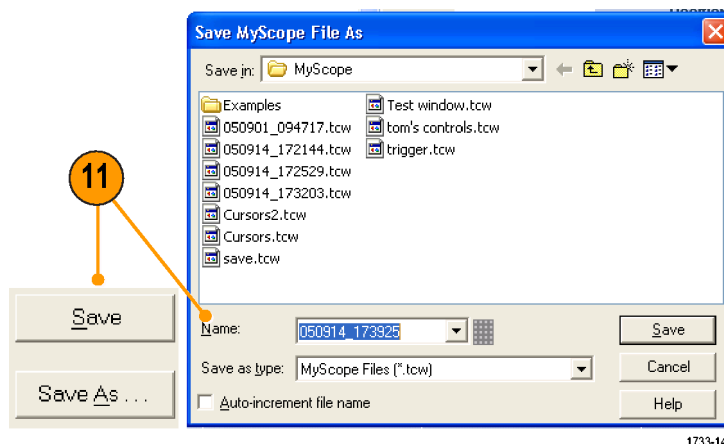 Save MyScope File As
Save in: MyScope
Examples
050901_094717.tcw
050914_172144.tcw
050914_172529.tcw
050914_173203.tcw
Cursors2.tcw
Cursors.tcw
save.tcw
Test window.tcw
tom's controls.tcw
trigger.tcw
11
Save
Save As . . .
Name: 050914_173925
Save
Save as type: MyScope Files (*.tcw)
Cancel
Auto-increment file name
Help